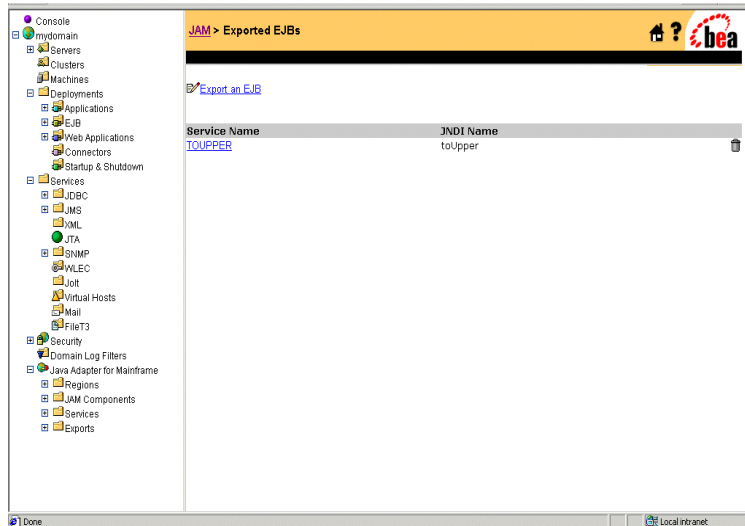 Console
mydomain
Servers
Clusters
Machines
Deployments
Applications
EJB
Web Applications
Connectors
Startup & Shutdown
Services
JDBC
JMS
XML
JTA
SNMP
WLEC
Jolt
Virtual Hosts
Mail
FileT3
Security
Domain Log Filters
Java Adapter for Mainframe
Regions
JAM Components
Services
Exports
JAM > Exported EJBs
? bea
Export an EJB
Service Name JNDI Name
TOUPPER toUpper
Done Local intranet